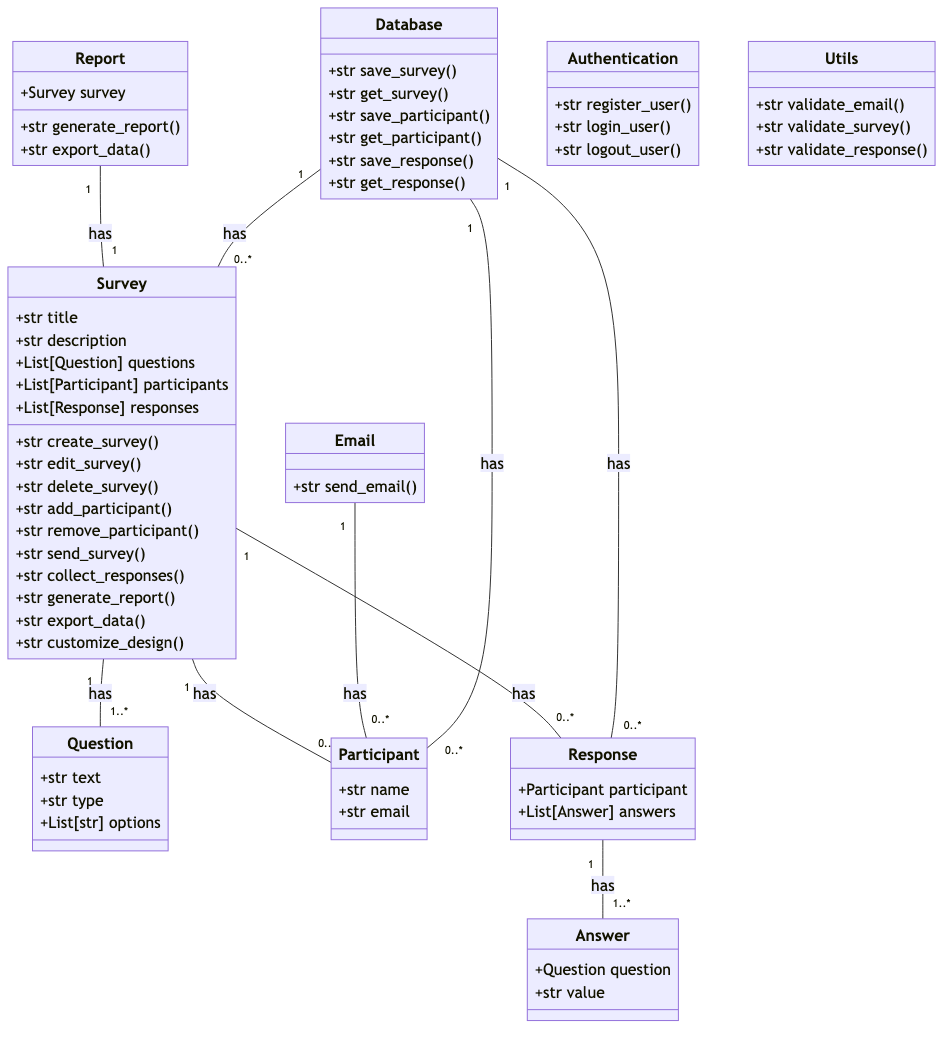 Database
+str save_survey()
+str get_survey()
+str save_participant()
+str get_participant()
+str save_response()
+str get_response()
Report
+Survey survey
+str generate_report()
+str export_data()
Authentication
+str register_user()
+str login_user()
+str logout_user()
Utils
+str validate_email()
+str validate_survey()
+str validate_response()
1
has
1
1
has
0..*
1
has
0..*
1
has
0..*
Survey
+str title
+str description
+List[Question] questions
+List[Participant] participants
+List[Response] responses
+str create_survey()
+str edit_survey()
+str delete_survey()
+str add_participant()
+str remove_participant()
+str send_survey()
+str collect_responses()
+str generate_report()
+str export_data()
+str customize_design()
Email
+str send_email()
1
has
0..*
1
has
0..*
1
has
1..*
1
has
0..
Question
+str text
+str type
+List[str] options
Participant
+str name
+str email
Response
+Participant participant
+List[Answer] answers
1
has
1..*
Answer
+Question question
+str value